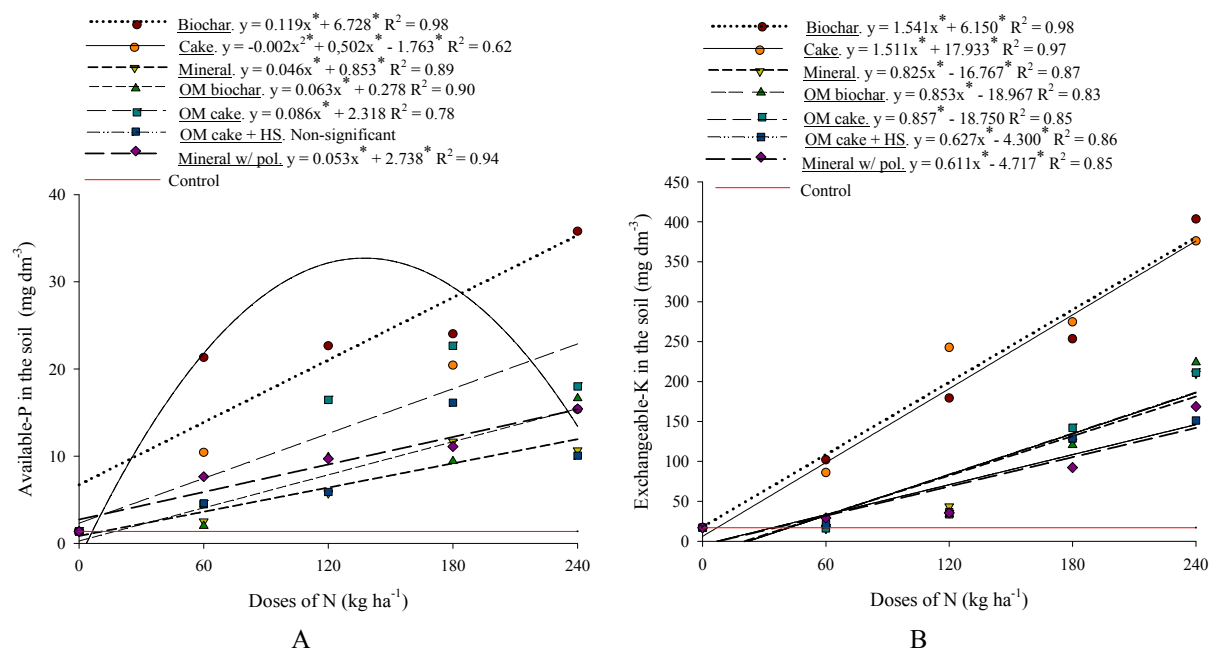 Biochar. y = 0.119x* + 6.728* R² = 0.98
Cake. y = -0.002x²* + 0,502x* - 1.763* R² = 0.62
Mineral. y = 0.046x* + 0.853* R² = 0.89
OM biochar. y = 0.063x* + 0.278 R² = 0.90
OM cake. y = 0.086x* + 2.318 R² = 0.78
OM cake + HS. Non-significant
Mineral w/ pol. y = 0.053x* + 2.738* R² = 0.94
Control
40
30
20
10
0
Available-P in the soil (mg dm⁻³)
0 60 120 180 240
Doses of N (kg ha⁻¹)
A
Biochar. y = 1.541x* + 6.150* R² = 0.98
Cake. y = 1.511x* + 17.933* R² = 0.97
Mineral. y = 0.825x* - 16.767* R² = 0.87
OM biochar. y = 0.853x* - 18.967 R² = 0.83
OM cake. y = 0.857* - 18.750 R² = 0.85
OM cake + HS. y = 0.627x* - 4.300* R² = 0.86
Mineral w/ pol. y = 0.611x* - 4.717* R² = 0.85
Control
450
400
350
300
250
200
150
100
50
0
Exchangeable-K in the soil (mg dm⁻³)
0 60 120 180 240
Doses of N (kg ha⁻¹)
B